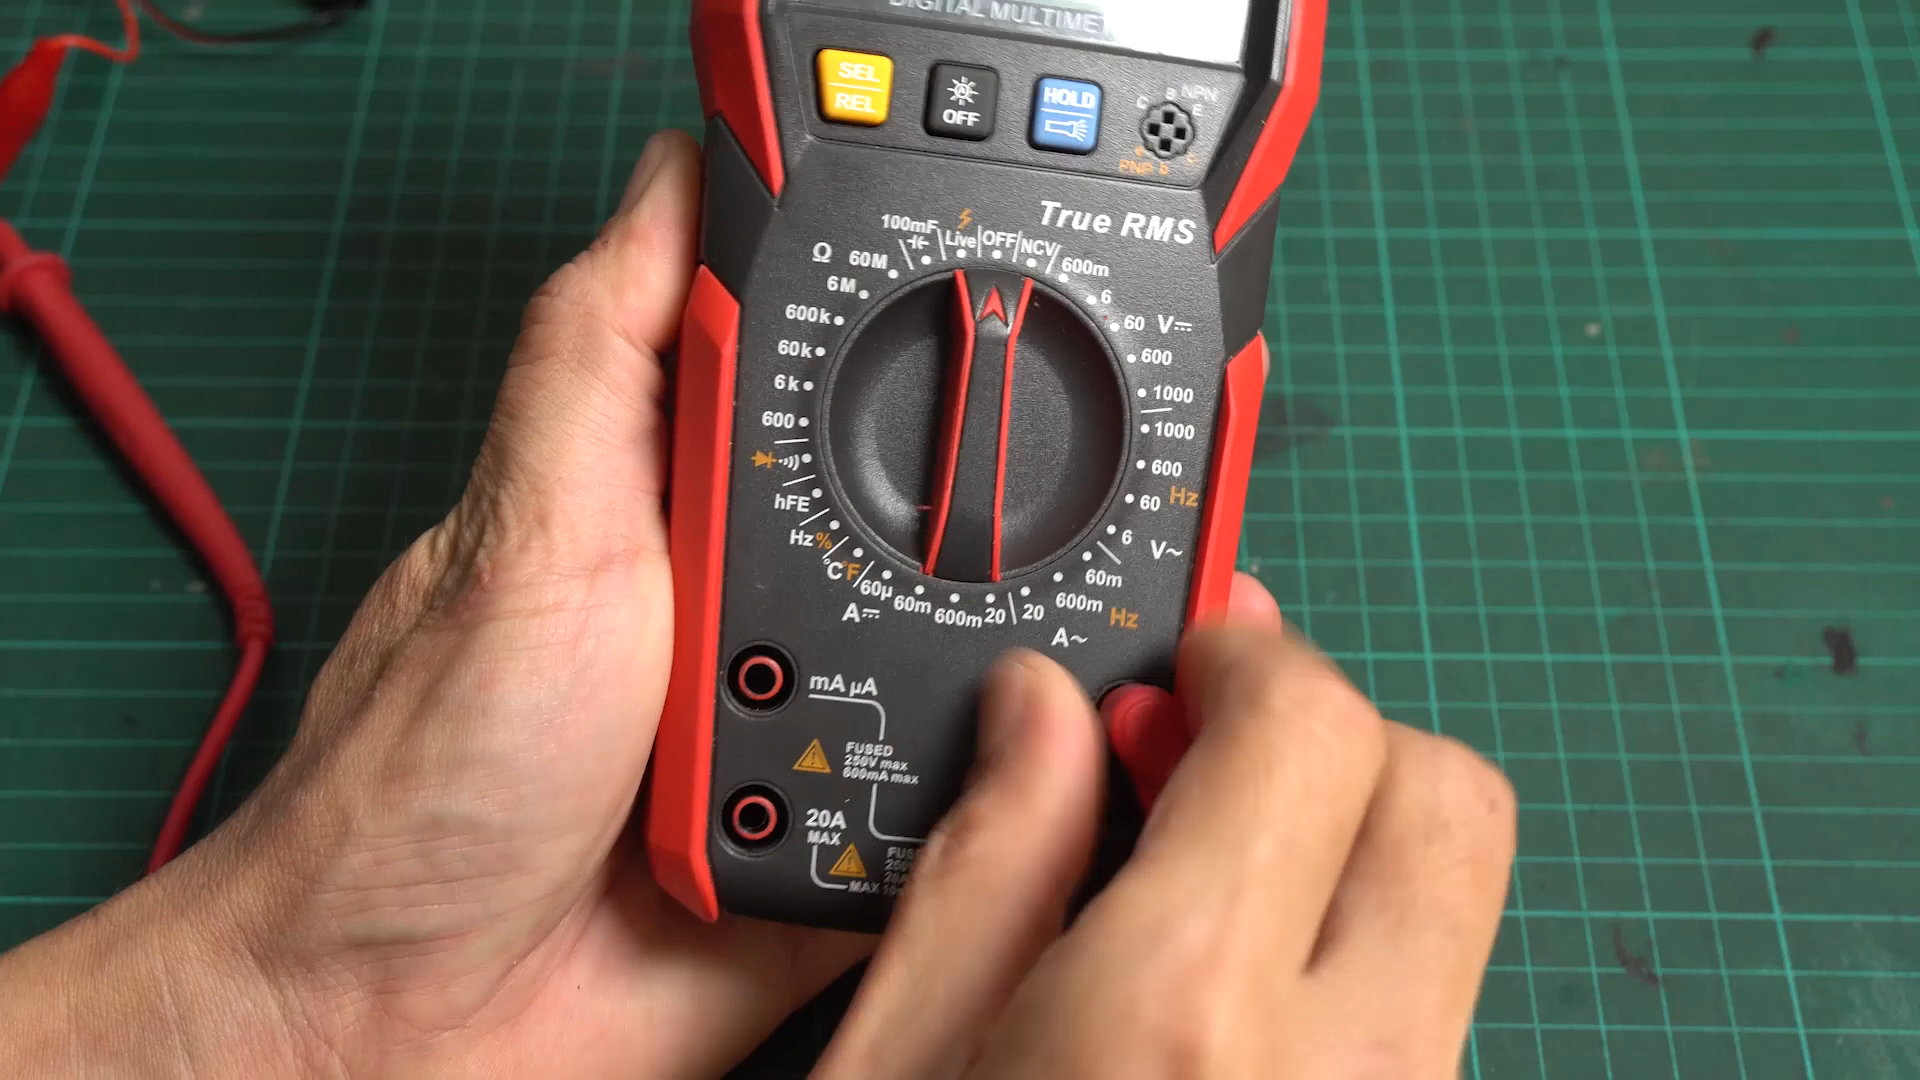 DIGITAL MULTIME
SEL
REL
OFF
HOLD
B NPN
C E
PNP B C
True RMS
100mF Live OFF NCV 600m
Ω 60M
6M 6
600k 60 V
60k 600
6k 1000
600 1000
600
hFE 60 Hz
Hz% 6 V~
°C°F 60m
60µ 60m 600m 20 20 600m Hz
A A~
mA µA
FUSED
250V max
600mA max
20A
MAX
MAX